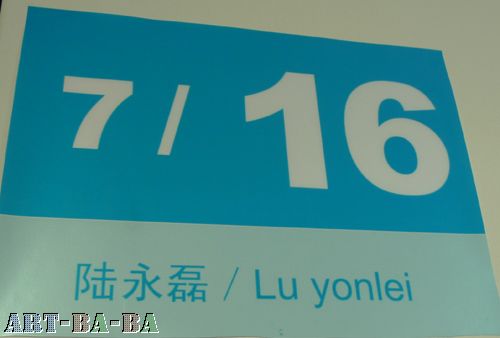 7 / 16
陆永磊 / Lu yonlei
ART-BA-BA